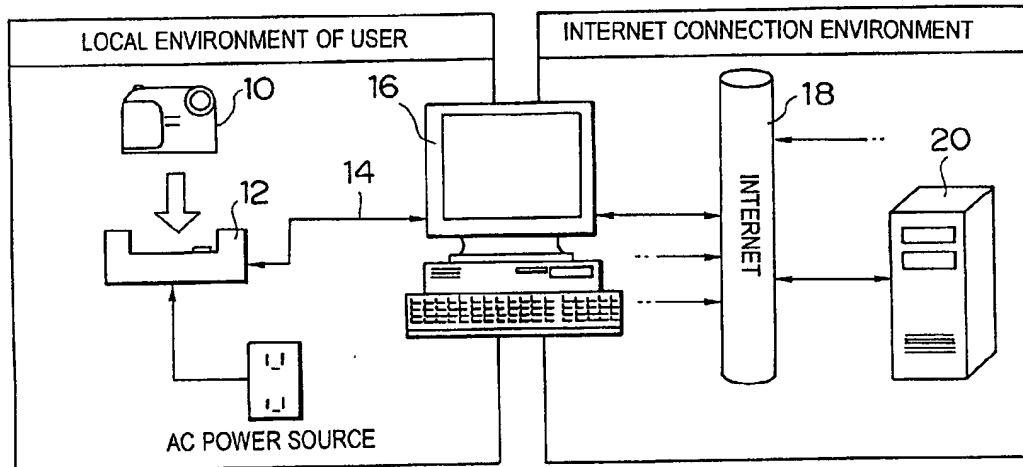 LOCAL ENVIRONMENT OF USER
INTERNET CONNECTION ENVIRONMENT
10
16
18
20
12
14
INTERNET
AC POWER SOURCE